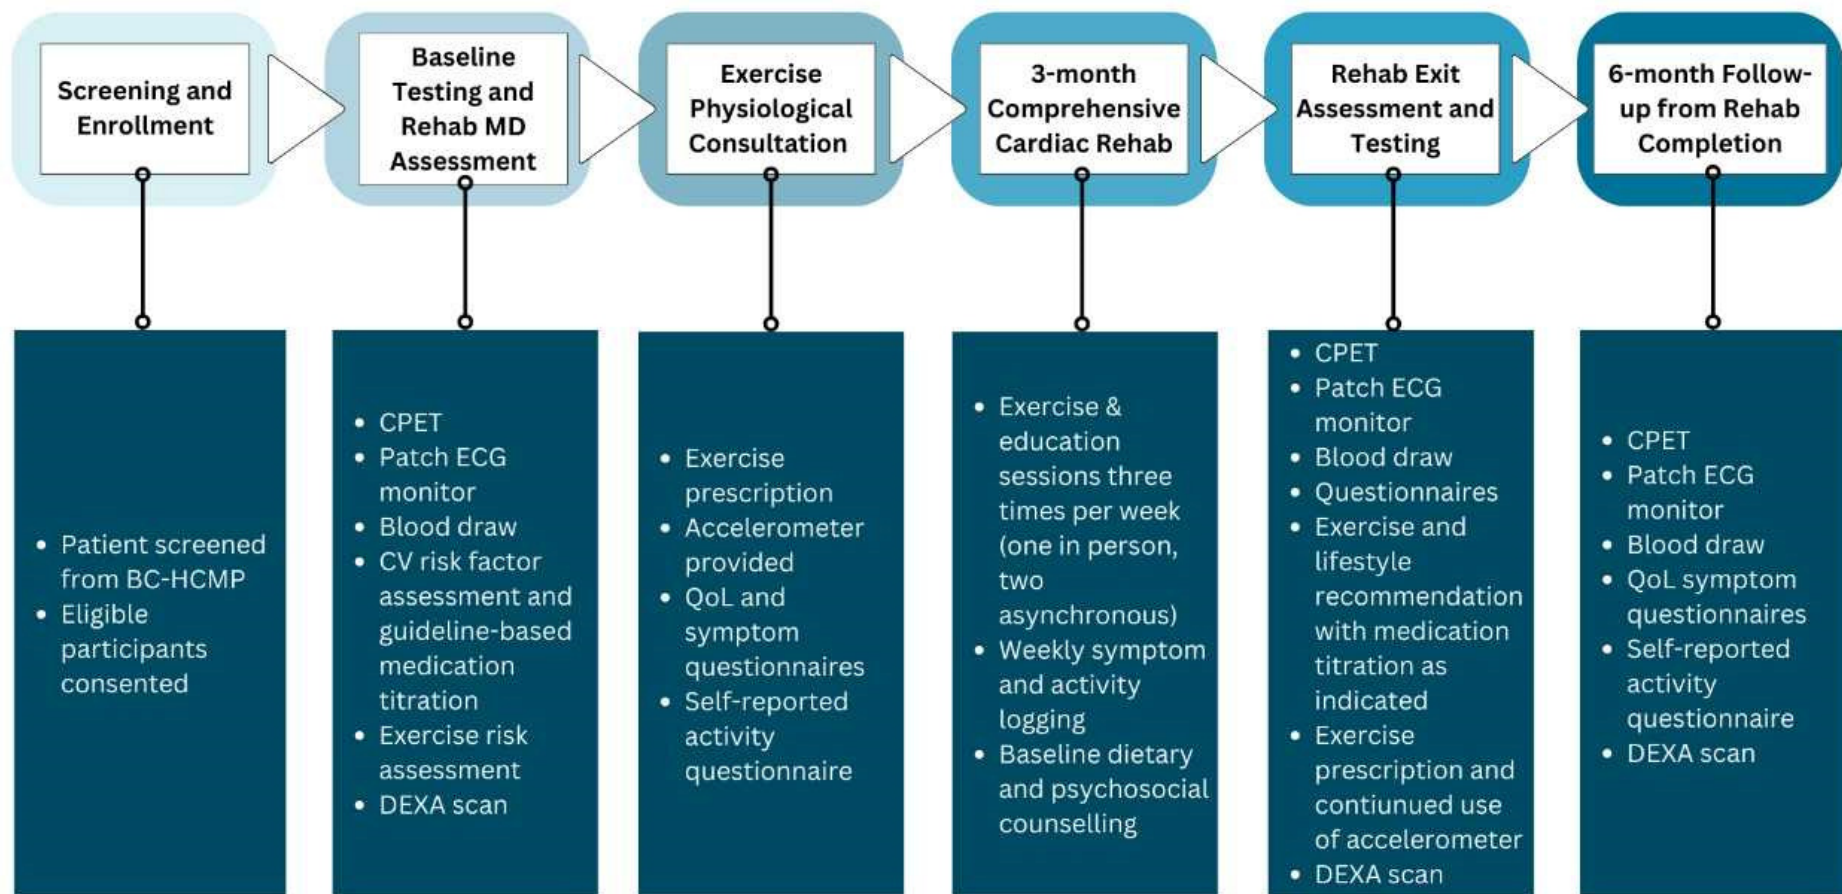 Screening and
Enrollment
Baseline
Testing and
Rehab MD
Assessment
Exercise
Physiological
Consultation
3-month
Comprehensive
Cardiac Rehab
Rehab Exit
Assessment and
Testing
6-month Follow-
up from Rehab
Completion
• Patient screened
from BC-HCMP
• Eligible
participants
consented
• CPET
• Patch ECG
monitor
• Blood draw
• CV risk factor
assessment and
guideline-based
medication
titration
• Exercise risk
assessment
• DEXA scan
• Exercise
prescription
• Accelerometer
provided
• QoL and
symptom
questionnaires
• Self-reported
activity
questionnaire
• Exercise &
education
sessions three
times per week
(one in person,
two
asynchronous)
• Weekly symptom
and activity
logging
• Baseline dietary
and psychosocial
counselling
• CPET
• Patch ECG
monitor
• Blood draw
• Questionnaires
• Exercise and
lifestyle
recommendation
with medication
titration as
indicated
• Exercise
prescription and
contiunued use
of accelerometer
• DEXA scan
• CPET
• Patch ECG
monitor
• Blood draw
• QoL symptom
questionnaires
• Self-reported
activity
questionnaire
• DEXA scan